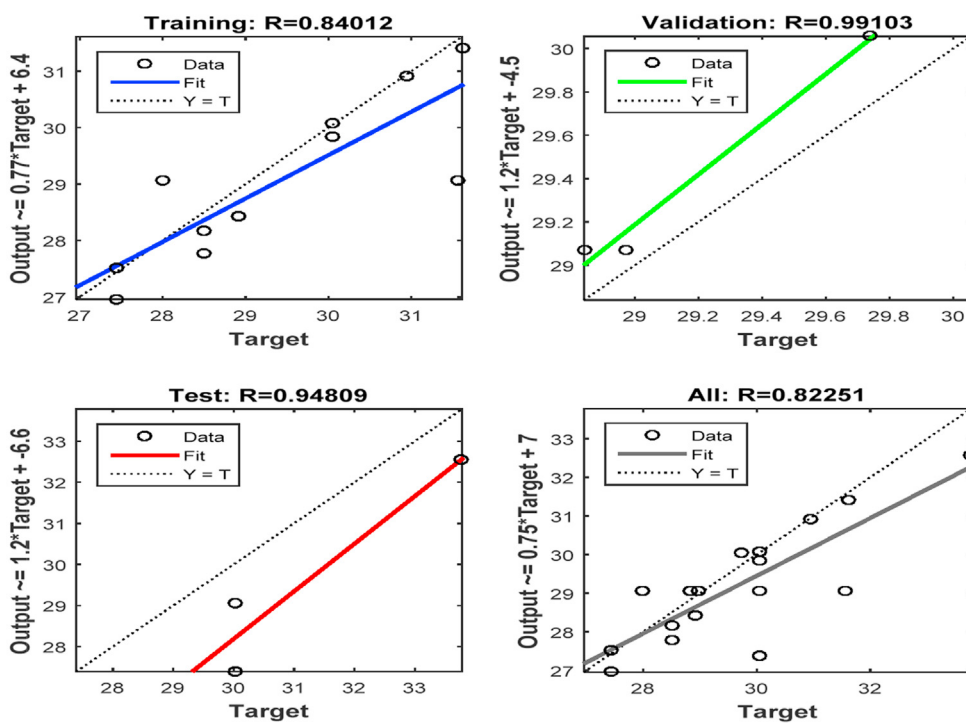 Training: R=0.84012
Output ~= 0.77*Target + 6.4
Data
Fit
Y = T
31
30
29
28
27
27 28 29 30 31
Target
Validation: R=0.99103
Output ~= 1.2*Target + -4.5
Data
Fit
Y = T
30
29.8
29.6
29.4
29.2
29
29 29.2 29.4 29.6 29.8 30
Target
Test: R=0.94809
Output ~= 1.2*Target + -6.6
Data
Fit
Y = T
33
32
31
30
29
28
28 29 30 31 32 33
Target
All: R=0.82251
Output ~= 0.75*Target + 7
Data
Fit
Y = T
33
32
31
30
29
28
27
28 30 32
Target